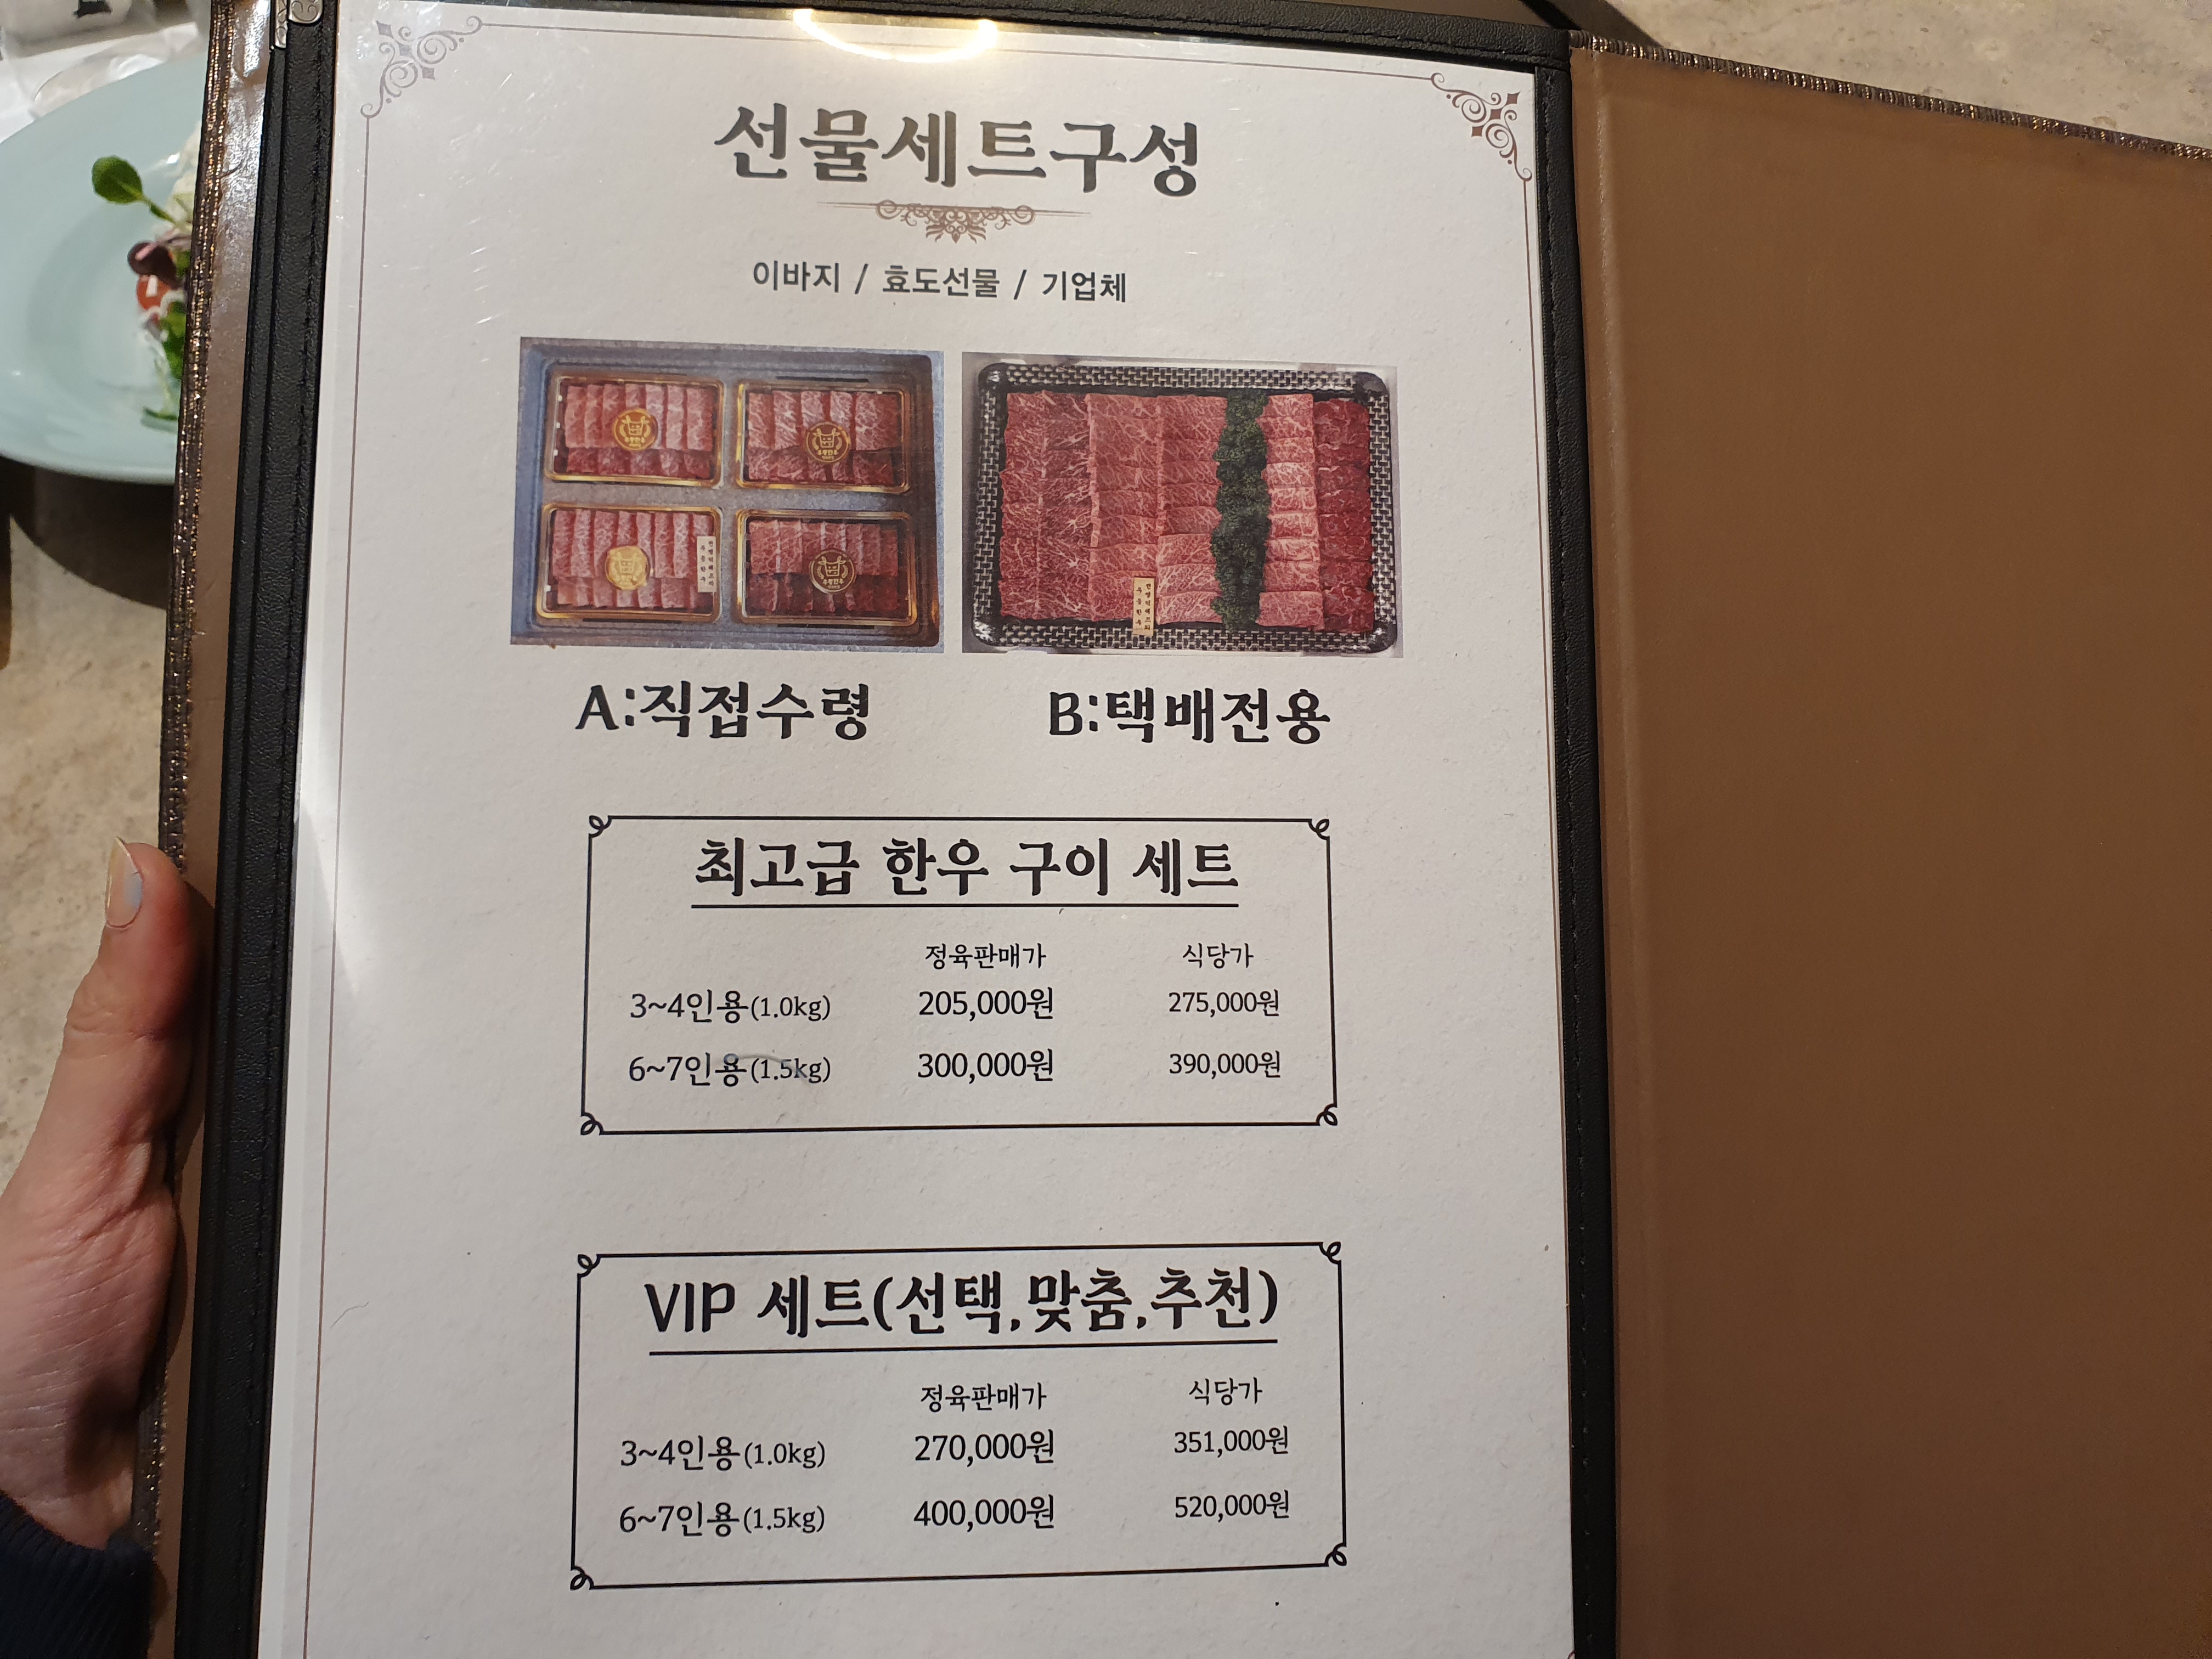 선물세트구성
이바지 / 효도선물 / 기업체
A:직접수령
B:택배전용
최고급 한우 구이 세트
정육판매가 식당가
3~4인용(1.0kg) 205,000원 275,000원
6~7인용(1.5kg) 300,000원 390,000원
VIP 세트(선택,맞춤,추천)
정육판매가 식당가
3~4인용(1.0kg) 270,000원 351,000원
6~7인용(1.5kg) 400,000원 520,000원